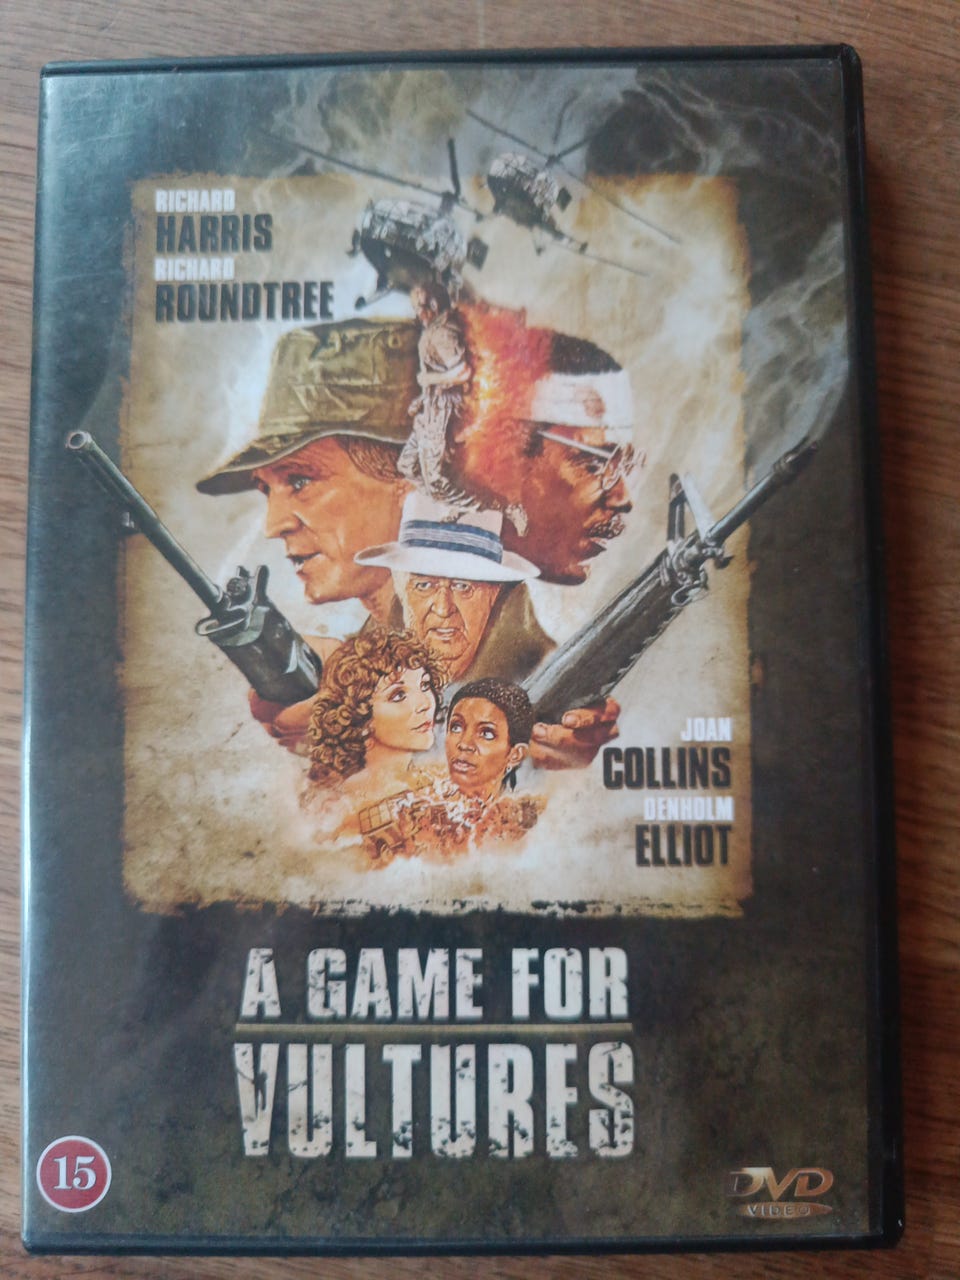 RICHARD
HARRIS
RICHARD
ROUNDTREE
JOAN
COLLINS
DENHOLM
ELLIOT
A GAME FOR
VULTURES
15
DVD
VIDEO